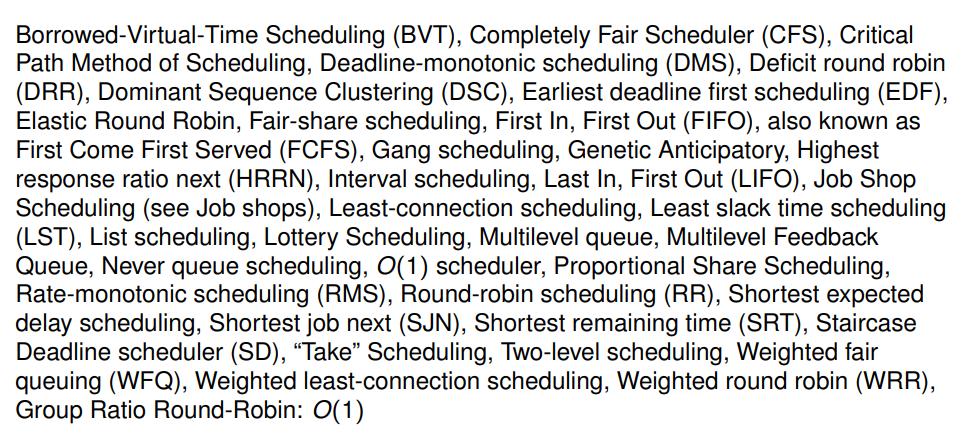 Borrowed-Virtual-Time Scheduling (BVT), Completely Fair Scheduler (CFS), Critical
Path Method of Scheduling, Deadline-monotonic scheduling (DMS), Deficit round robin
(DRR), Dominant Sequence Clustering (DSC), Earliest deadline first scheduling (EDF),
Elastic Round Robin, Fair-share scheduling, First In, First Out (FIFO), also known as
First Come First Served (FCFS), Gang scheduling, Genetic Anticipatory, Highest
response ratio next (HRRN), Interval scheduling, Last In, First Out (LIFO), Job Shop
Scheduling (see Job shops), Least-connection scheduling, Least slack time scheduling
(LST), List scheduling, Lottery Scheduling, Multilevel queue, Multilevel Feedback
Queue, Never queue scheduling, O(1) scheduler, Proportional Share Scheduling,
Rate-monotonic scheduling (RMS), Round-robin scheduling (RR), Shortest expected
delay scheduling, Shortest job next (SJN), Shortest remaining time (SRT), Staircase
Deadline scheduler (SD), “Take” Scheduling, Two-level scheduling, Weighted fair
queuing (WFQ), Weighted least-connection scheduling, Weighted round robin (WRR),
Group Ratio Round-Robin: O(1)